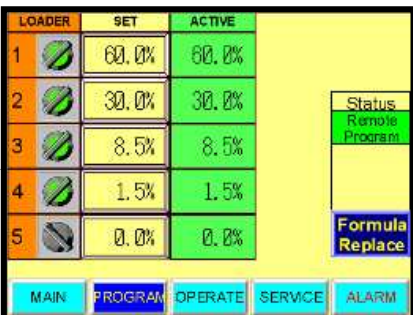 LOADER SET ACTIVE
1 60.0% 60.0%
2 30.0% 30.0%
3 8.5% 8.5%
4 1.5% 1.5%
5 0.0% 0.0%
Status
Remote
Program
Formula
Replace
MAIN PROGRAM OPERATE SERVICE ALARM